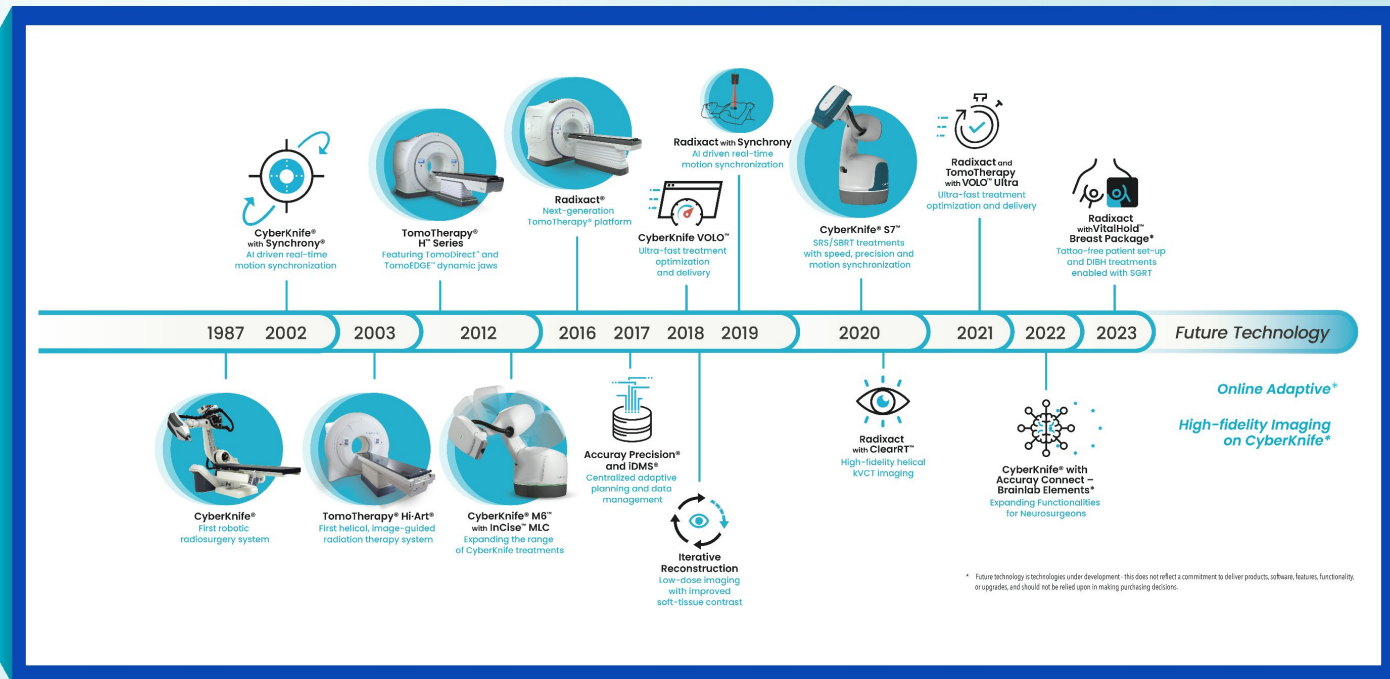 CyberKnife®
with Synchrony®
AI driven real-time
motion synchronization
TomoTherapy®
H™ Series
Featuring TomoDirect™ and
TomoEDGE™ dynamic jaws
Radixact®
Next-generation
TomoTherapy® platform
CyberKnife VOLO™
Ultra-fast treatment
optimization
and delivery
Radixact with Synchrony
AI driven real-time
motion synchronization
CyberKnife® S7™
SRS/SBRT treatments
with speed, precision and
motion synchronization
Radixact and
TomoTherapy
with VOLO™ Ultra
Ultra-fast treatment
optimization and delivery
Radixact
withVitalHold™
Breast Package*
Tattoo-free patient set-up
and DIBH treatments
enabled with SGRT
1987 2002 2003 2012 2016 2017 2018 2019 2020 2021 2022 2023 Future Technology
CyberKnife®
First robotic
radiosurgery system
TomoTherapy® Hi·Art®
First helical, image-guided
radiation therapy system
CyberKnife® M6™
with InCise™ MLC
Expanding the range
of CyberKnife treatments
Accuray Precision®
and iDMS®
Centralized adaptive
planning and data
management
Iterative
Reconstruction
Low-dose imaging
with improved
soft-tissue contrast
Radixact
with ClearRT™
High-fidelity helical
kVCT imaging
CyberKnife® with
Accuray Connect –
Brainlab Elements*
Expanding Functionalities
for Neurosurgeons
Online Adaptive*
High-fidelity Imaging
on CyberKnife*
* Future technology is technologies under development - this does not reflect a commitment to deliver products, software, features, functionality,
or upgrades, and should not be relied upon in making purchasing decisions.